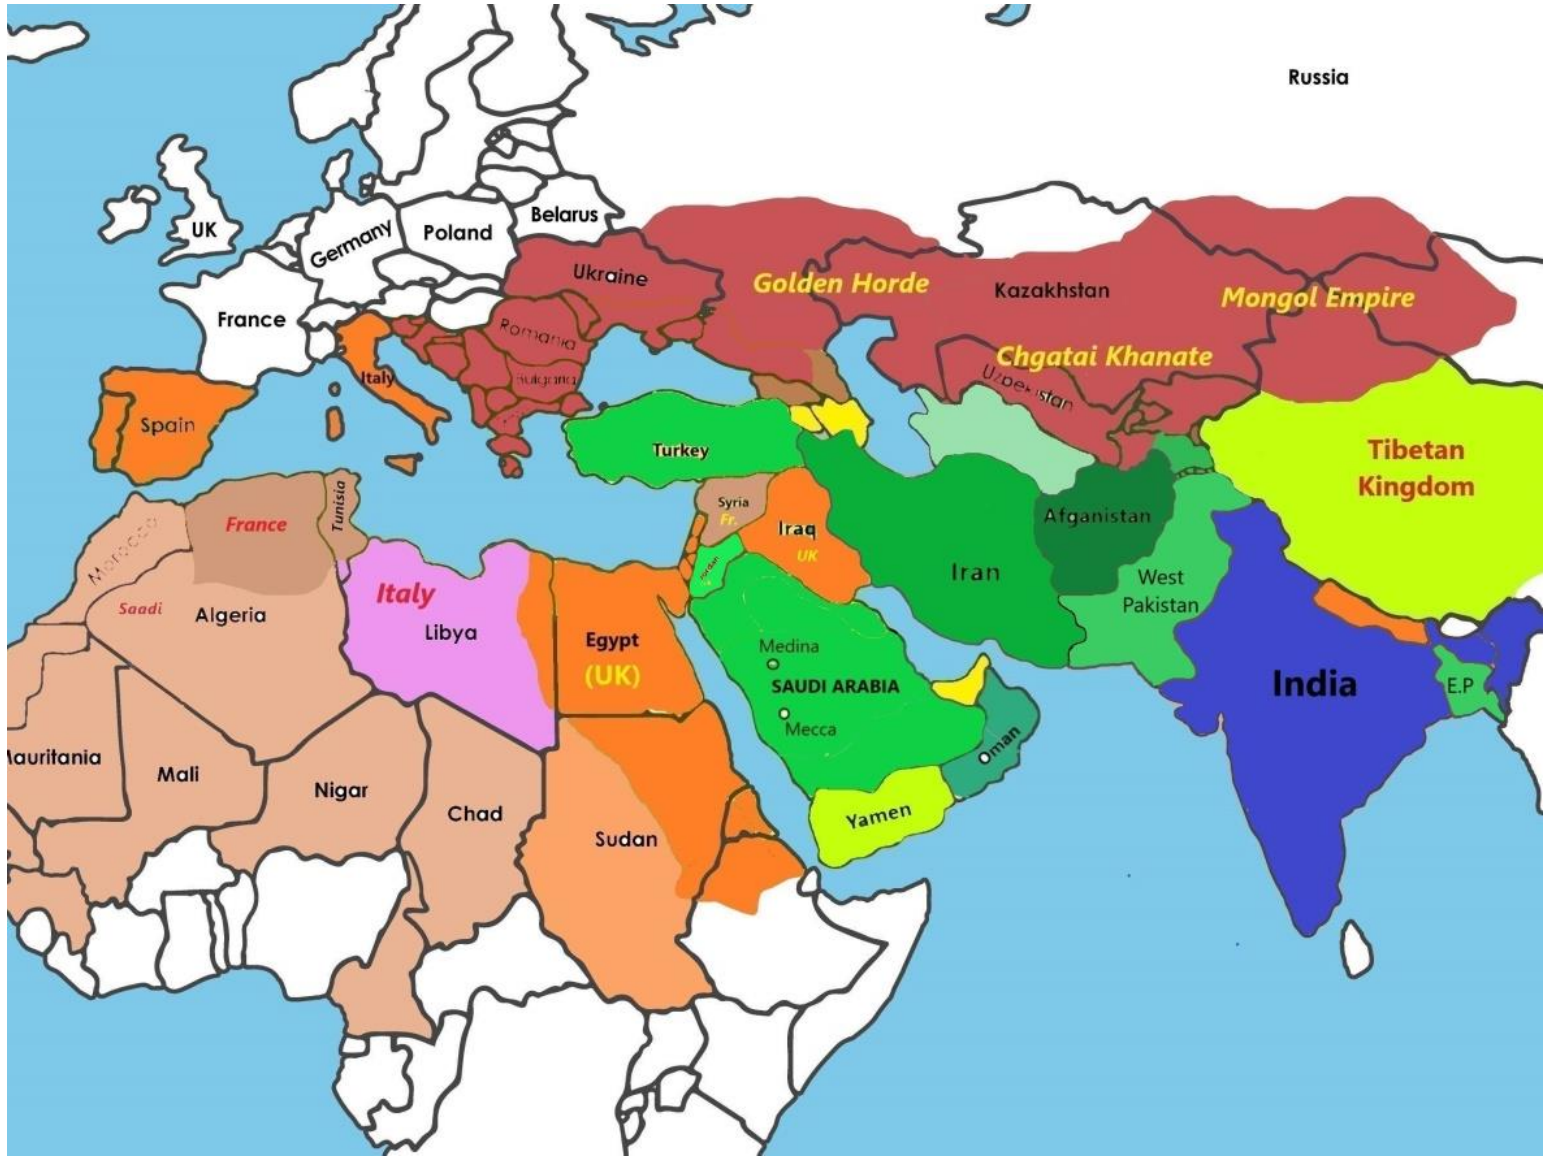 Russia
UK
Belarus
Poland
Germany
Ukraine
Golden Horde
Kazakhstan
Mongol Empire
France
Romania
Chgatai Khanate
Italy
Bulgaria
Uzbekistan
Spain
Turkey
Tibetan
Kingdom
Syria
Fr.
Tunisia
France
Iraq
UK
Afganistan
Morocco
Jordan
Iran
West
Pakistan
Italy
Saadi
Algeria
Libya
Egypt
(UK)
Medina
SAUDI ARABIA
India
E.P
Mecca
Oman
Mauritania
Mali
Nigar
Chad
Yamen
Sudan